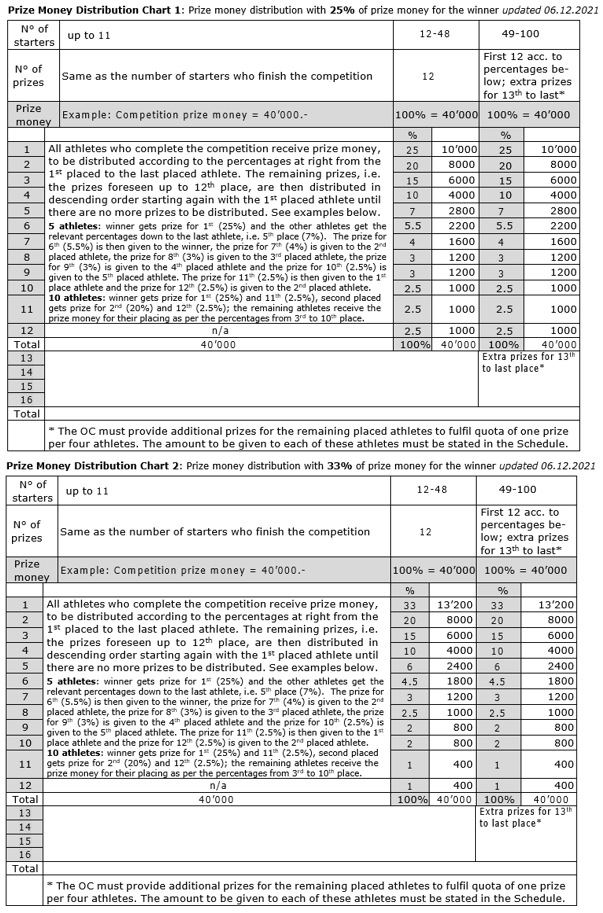 Prize Money Distribution Chart 1: Prize money distribution with 25% of prize money for the winner updated 06.12.2021
N° of starters up to 11 12-48 49-100
N° of prizes Same as the number of starters who finish the competition 12 First 12 acc. to
percentages be-
low; extra prizes
for 13th to last*
Prize money Example: Competition prize money = 40’000.- 100% = 40’000 100% = 40’000
% %
1 All athletes who complete the competition receive prize money, 25 10’000 25 10’000
2 to be distributed according to the percentages at right from the 20 8000 20 8000
3 1st placed to the last placed athlete. The remaining prizes, i.e. 15 6000 15 6000
4 the prizes foreseen up to 12th place, are then distributed in 10 4000 10 4000
descending order starting again with the 1st placed athlete until
5 there are no more prizes to be distributed. See examples below. 7 2800 7 2800
6 5 athletes: winner gets prize for 1st (25%) and the other athletes get the 5.5 2200 5.5 2200
relevant percentages down to the last athlete, i.e. 5th place (7%). The prize for
7 6th (5.5%) is then given to the winner, the prize for 7th (4%) is given to the 2nd 4 1600 4 1600
8 placed athlete, the prize for 8th (3%) is given to the 3rd placed athlete, the prize 3 1200 3 1200
9 for 9th (3%) is given to the 4th placed athlete and the prize for 10th (2.5%) is 3 1200 3 1200
given to the 5th placed athlete. The prize for 11th (2.5%) is then given to the 1st
10 place athlete and the prize for 12th (2.5%) is given to the 2nd placed athlete. 2.5 1000 2.5 1000
10 athletes: winner gets prize for 1st (25%) and 11th (2.5%), second placed
11 gets prize for 2nd (20%) and 12th (2.5%); the remaining athletes receive the 2.5 1000 2.5 1000
prize money for their placing as per the percentages from 3rd to 10th place.
12 n/a 2.5 1000 2.5 1000
Total 40’000 100% 40’000 100% 40’000
13 Extra prizes for 13th
14 to last place*
15
16
Total
* The OC must provide additional prizes for the remaining placed athletes to fulfil quota of one prize
per four athletes. The amount to be given to each of these athletes must be stated in the Schedule.
Prize Money Distribution Chart 2: Prize money distribution with 33% of prize money for the winner updated 06.12.2021
N° of starters up to 11 12-48 49-100
N° of prizes Same as the number of starters who finish the competition 12 First 12 acc. to
percentages be-
low; extra prizes
for 13th to last*
Prize money Example: Competition prize money = 40’000.- 100% = 40’000 100% = 40’000
% %
1 All athletes who complete the competition receive prize money, 33 13’200 33 13’200
2 to be distributed according to the percentages at right from the 20 8000 20 8000
3 1st placed to the last placed athlete. The remaining prizes, i.e. 15 6000 15 6000
4 the prizes foreseen up to 12th place, are then distributed in 10 4000 10 4000
descending order starting again with the 1st placed athlete until
5 there are no more prizes to be distributed. See examples below. 6 2400 6 2400
6 5 athletes: winner gets prize for 1st (25%) and the other athletes get the 4.5 1800 4.5 1800
relevant percentages down to the last athlete, i.e. 5th place (7%). The prize for
7 6th (5.5%) is then given to the winner, the prize for 7th (4%) is given to the 2nd 3 1200 3 1200
8 placed athlete, the prize for 8th (3%) is given to the 3rd placed athlete, the prize 2.5 1000 2.5 1000
9 for 9th (3%) is given to the 4th placed athlete and the prize for 10th (2.5%) is 2 800 2 800
given to the 5th placed athlete. The prize for 11th (2.5%) is then given to the 1st
10 place athlete and the prize for 12th (2.5%) is given to the 2nd placed athlete. 2 800 2 800
10 athletes: winner gets prize for 1st (25%) and 11th (2.5%), second placed
11 gets prize for 2nd (20%) and 12th (2.5%); the remaining athletes receive the 1 400 1 400
prize money for their placing as per the percentages from 3rd to 10th place.
12 n/a 1 400 1 400
Total 40’000 100% 40’000 100% 40’000
13 Extra prizes for 13th
14 to last place*
15
16
Total
* The OC must provide additional prizes for the remaining placed athletes to fulfil quota of one prize
per four athletes. The amount to be given to each of these athletes must be stated in the Schedule.